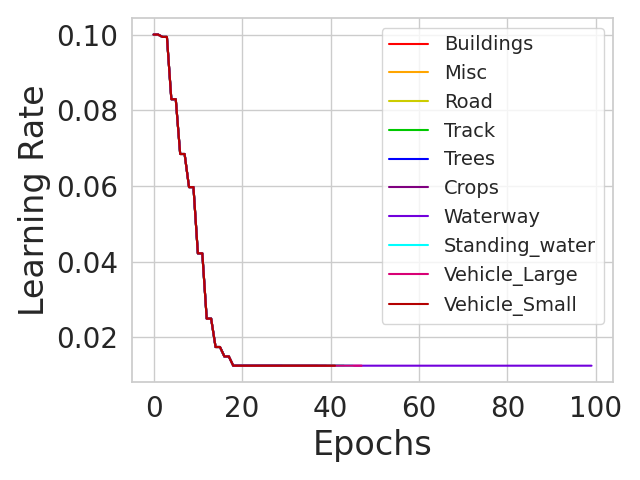 0.10
0.08
0.06
0.04
0.02
Learning Rate
0
20
40
60
80
100
Epochs
Buildings
Misc
Road
Track
Trees
Crops
Waterway
Standing_water
Vehicle_Large
Vehicle_Small